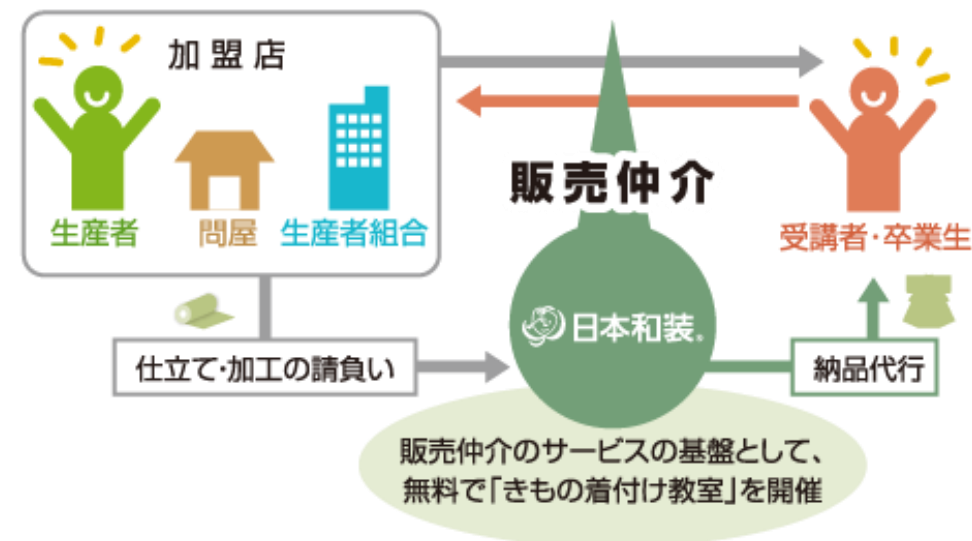 加盟店
生産者
問屋
生産者組合
販売仲介
受講者・卒業生
日本和装®
仕立て・加工の請負い
納品代行
販売仲介のサービスの基盤として、
無料で「きもの着付け教室」を開催